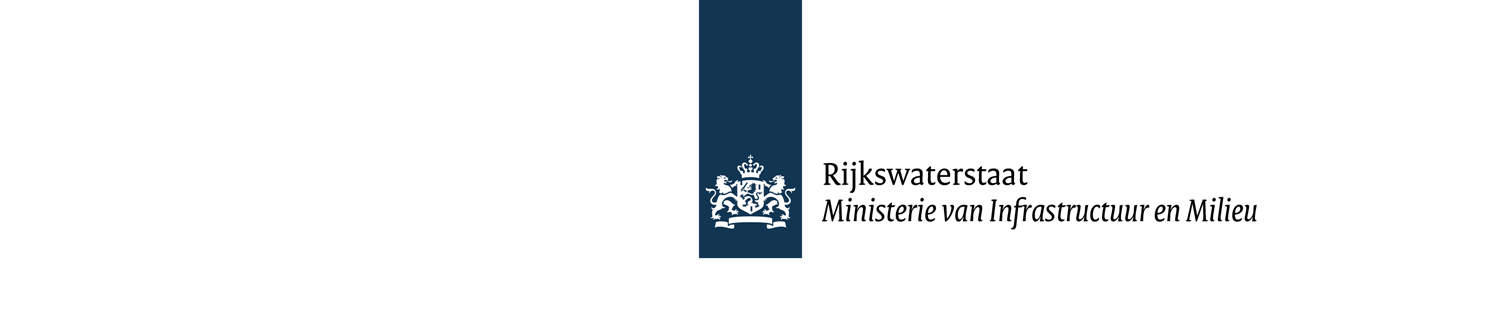 Rijkswaterstaat
Ministerie van Infrastructuur en Milieu